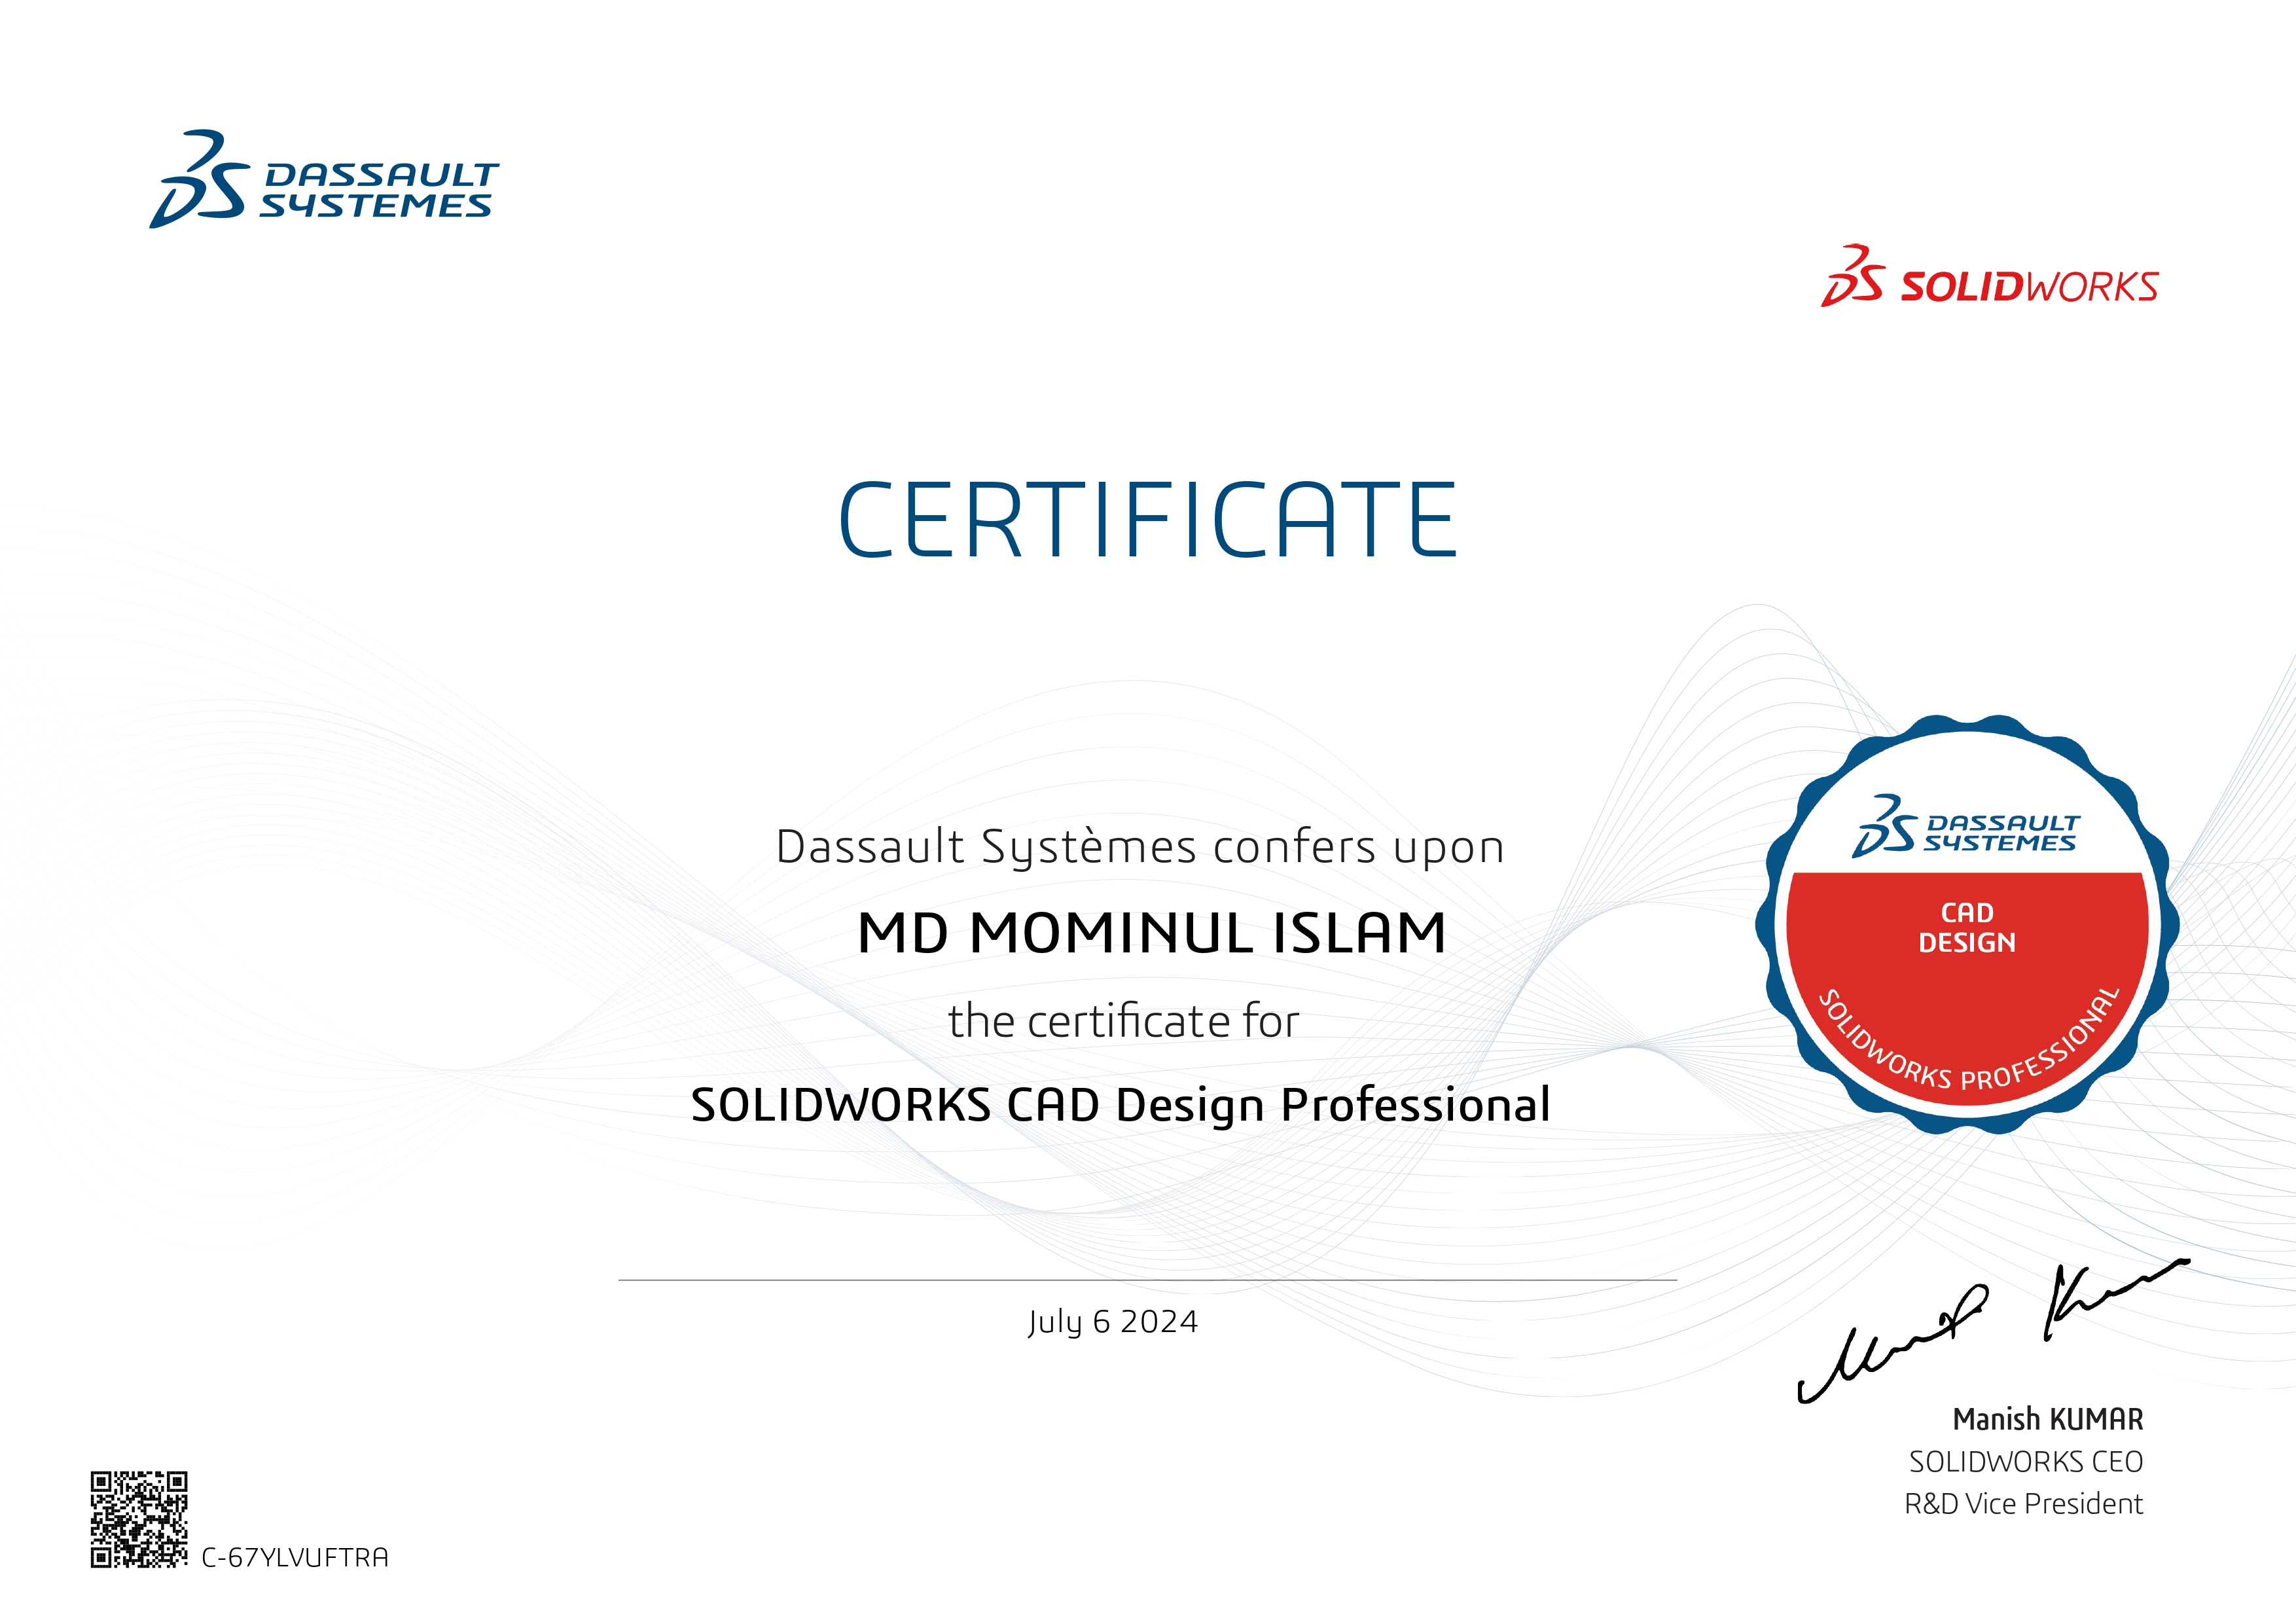 DASSAULT
SYSTEMES
SOLIDWORKS
CERTIFICATE
Dassault Systèmes confers upon
MD MOMINUL ISLAM
the certificate for
SOLIDWORKS CAD Design Professional
DASSAULT
SYSTEMES
CAD
DESIGN
SOLIDWORKS PROFESSIONAL
July 6 2024
Manish KUMAR
SOLIDWORKS CEO
R&D Vice President
C-67YLVUFTRA